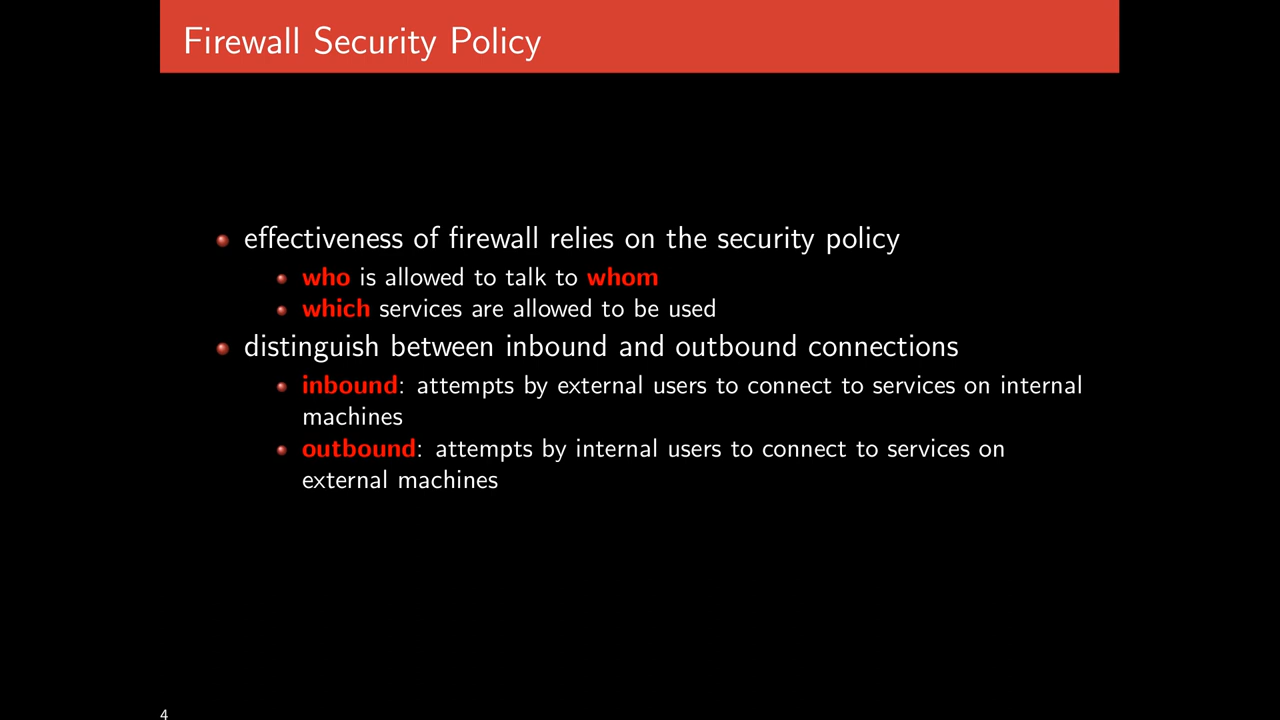 Firewall Security Policy
effectiveness of firewall relies on the security policy
who is allowed to talk to whom
which services are allowed to be used
distinguish between inbound and outbound connections
inbound: attempts by external users to connect to services on internal
machines
outbound: attempts by internal users to connect to services on
external machines
4